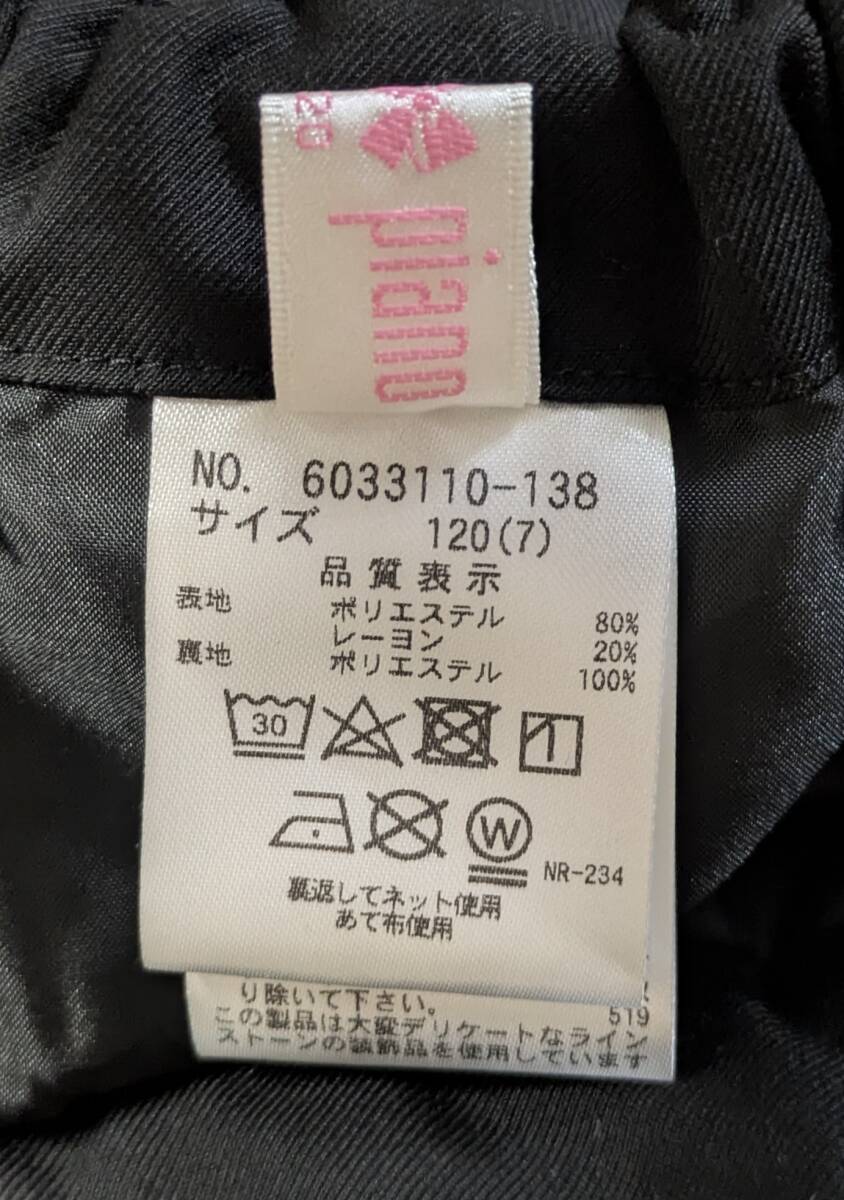 120
piano
NO. 6033110-138
サイズ 120(7)
品質表示
表地 ポリエステル 80%
レーヨン 20%
裏地 ポリエステル 100%
30
W
NR-234
裏返してネット使用
あて布使用
り除いて下さい。
519
この製品は大変デリケートなライン
ストーンの装飾品を使用しています